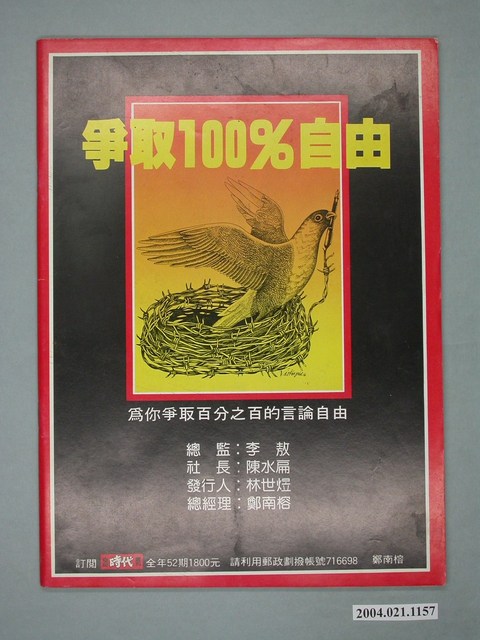 爭取100%自由
為你爭取百分之百的言論自由
總 監：李 敖
社 長：陳水扁
發行人：林世煜
總經理：鄭南榕
訂閱 時代 全年52期1800元 請利用郵政劃撥帳號716698 鄭南榕
2004.021.1157